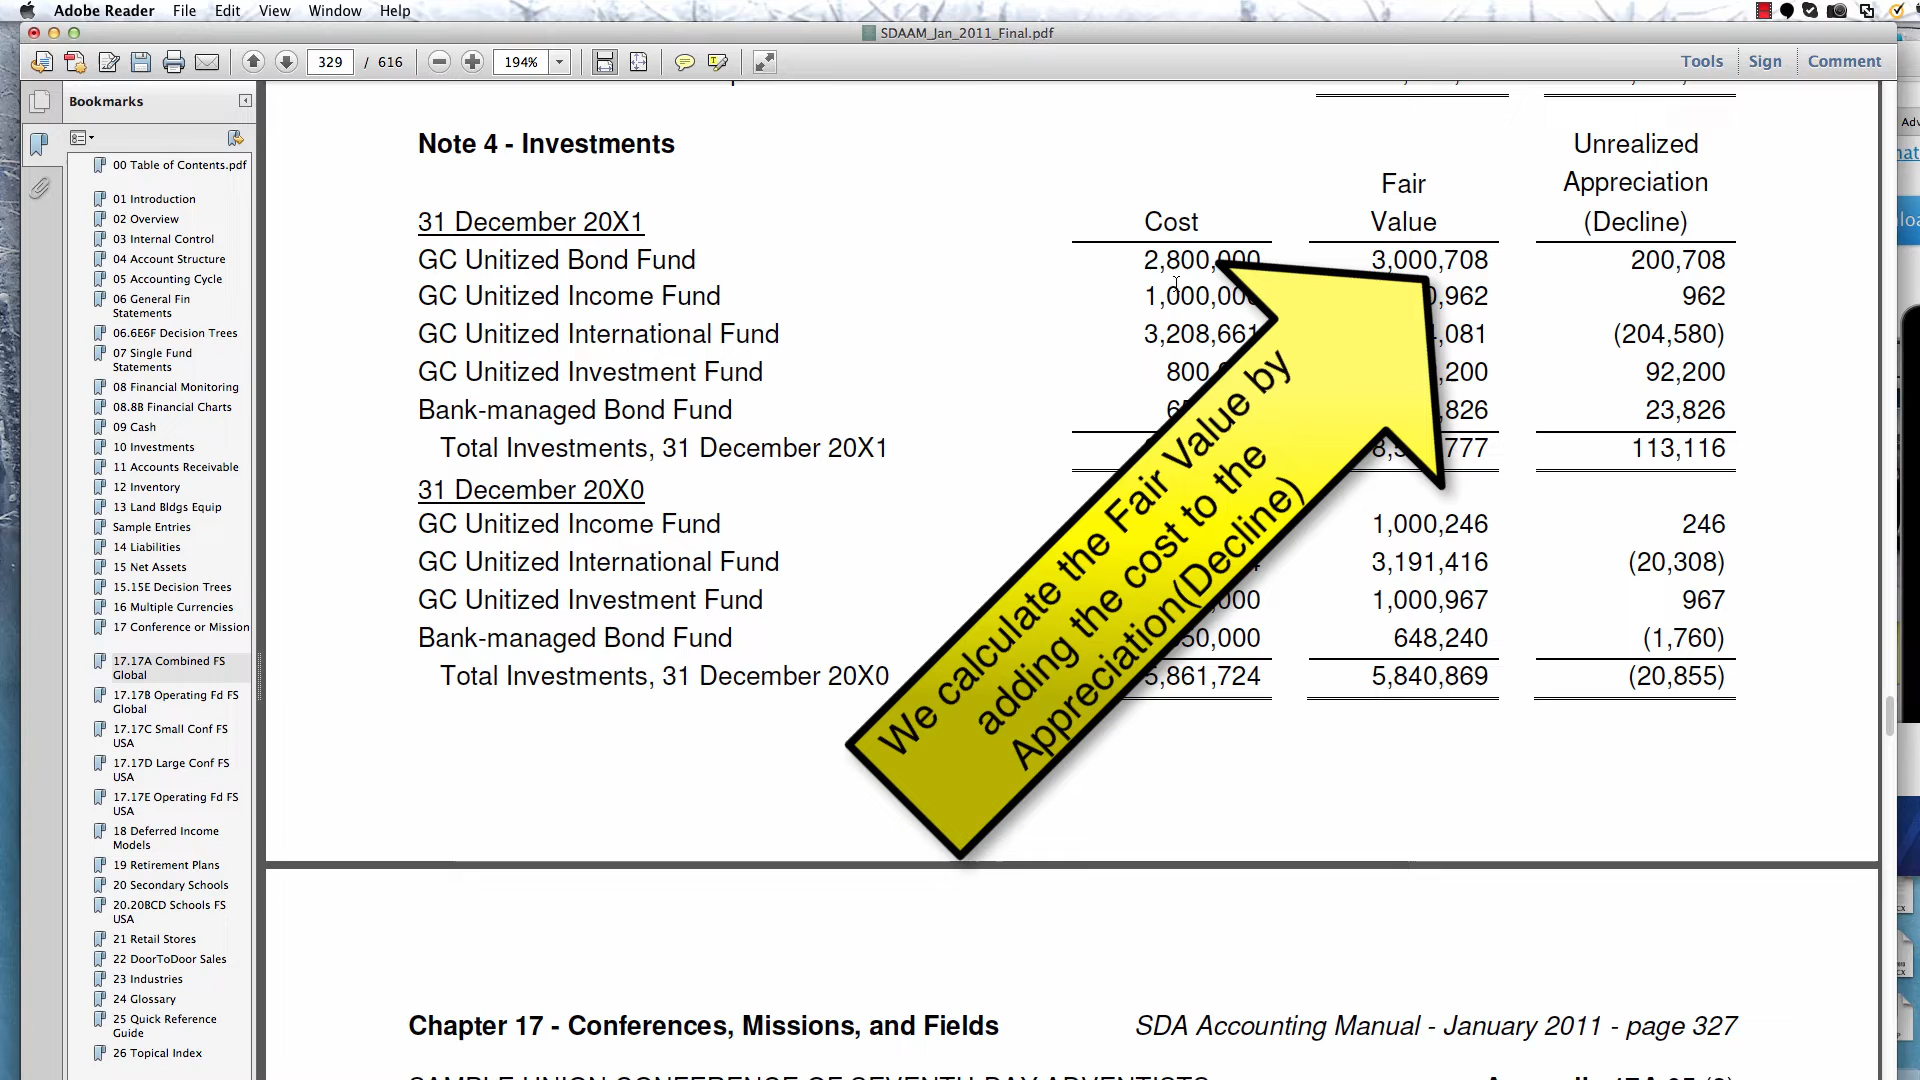 Adobe Reader File Edit View Window Help
SDAAM_Jan_2011_Final.pdf
329 / 616 194% Tools Sign Comment
Bookmarks
00 Table of Contents.pdf
01 Introduction
02 Overview
03 Internal Control
04 Account Structure
05 Accounting Cycle
06 General Fin
Statements
06.6E6F Decision Trees
07 Single Fund
Statements
08 Financial Monitoring
08.8B Financial Charts
09 Cash
10 Investments
11 Accounts Receivable
12 Inventory
13 Land Bldgs Equip
Sample Entries
14 Liabilities
15 Net Assets
15.15E Decision Trees
16 Multiple Currencies
17 Conference or Mission
17.17A Combined FS
Global
17.17B Operating Fd FS
Global
17.17C Small Conf FS
USA
17.17D Large Conf FS
USA
17.17E Operating Fd FS
USA
18 Deferred Income
Models
19 Retirement Plans
20 Secondary Schools
20.20BCD Schools FS
USA
21 Retail Stores
22 DoorToDoor Sales
23 Industries
24 Glossary
25 Quick Reference
Guide
26 Topical Index
Note 4 - Investments Unrealized
Fair Appreciation
31 December 20X1 Cost Value (Decline)
GC Unitized Bond Fund 2,800,000 3,000,708 200,708
GC Unitized Income Fund 962
GC Unitized International Fund 3,208,661 (204,580)
GC Unitized Investment Fund 92,200
Bank-managed Bond Fund 23,826
Total Investments, 31 December 20X1 113,116
31 December 20X0
GC Unitized Income Fund 1,000,246 246
GC Unitized International Fund 3,191,416 (20,308)
GC Unitized Investment Fund 1,000,967 967
Bank-managed Bond Fund 648,240 (1,760)
Total Investments, 31 December 20X0 5,861,724 5,840,869 (20,855)
We calculate the Fair Value by
adding the cost to the
Appreciation(Decline)
Chapter 17 - Conferences, Missions, and Fields SDA Accounting Manual - January 2011 - page 327